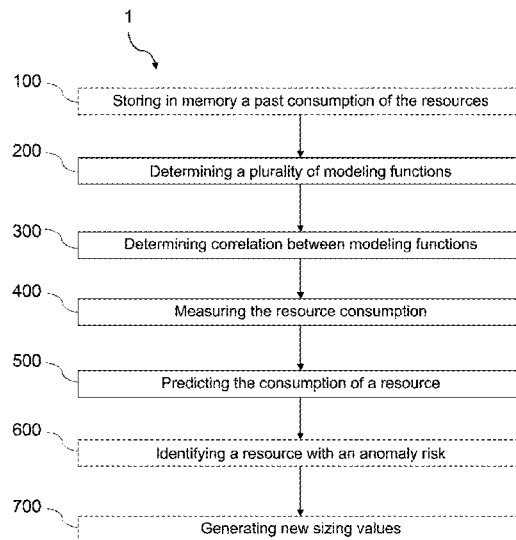 1
100
Storing in memory a past consumption of the resources
200
Determining a plurality of modeling functions
300
Determining correlation between modeling functions
400
Measuring the resource consumption
500
Predicting the consumption of a resource
600
Identifying a resource with an anomaly risk
700
Generating new sizing values